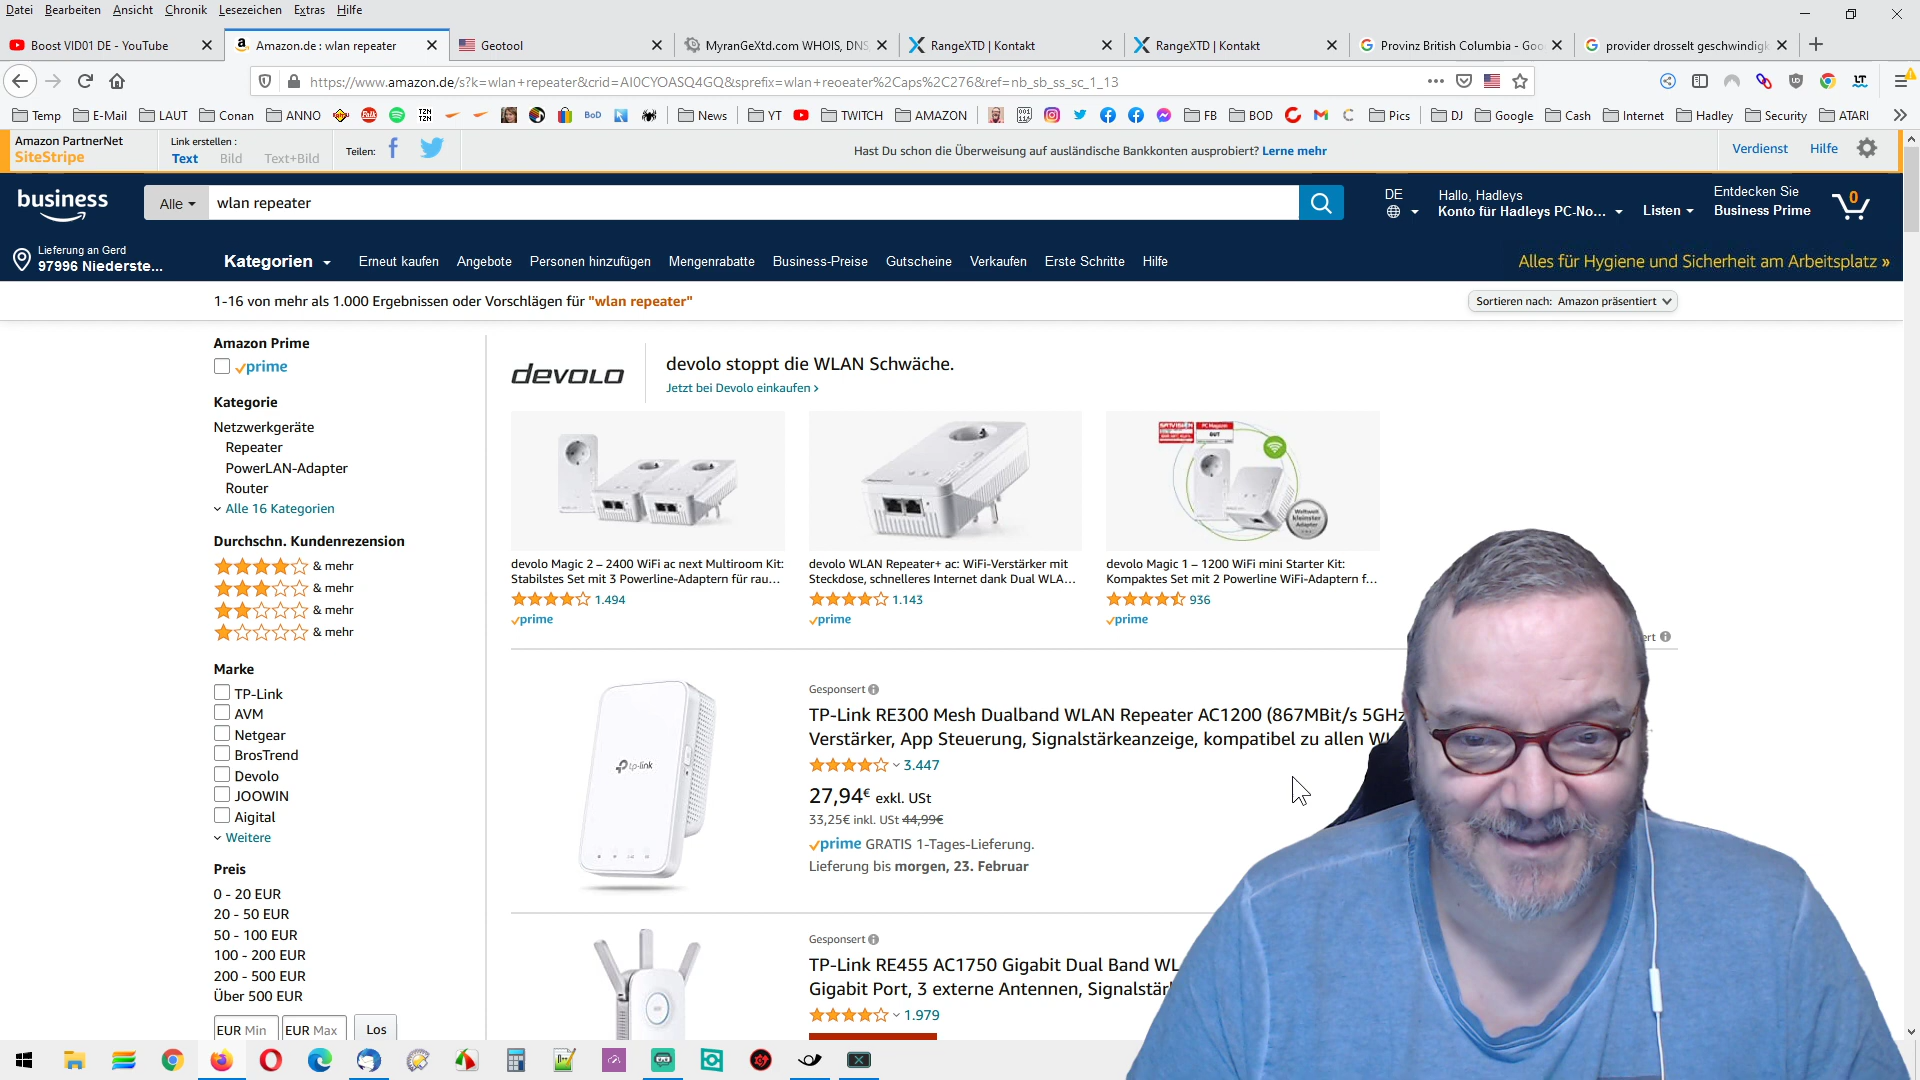 Datei Bearbeiten Ansicht Chronik Lesezeichen Extras Hilfe
Boost VID01 DE - YouTube
Amazon.de : wlan repeater
Geotool
MyranGeXtd.com WHOIS, DNS
RangeXTD | Kontakt
RangeXTD | Kontakt
Provinz British Columbia - Goo
provider drosselt geschwindigk
https://www.amazon.de/s?k=wlan+repeater&crid=AI0CYOASQ4GQ&sprefix=wlan+reoeater%2Caps%2C276&ref=nb_sb_ss_sc_1_13
Temp E-Mail LAUT Conan ANNO BoD News YT TWITCH AMAZON FB BOD Pics DJ Google Cash Internet Hadley Security ATARI
Amazon PartnerNet
SiteStripe
Link erstellen :
Text Bild Text+Bild
Teilen:
Hast Du schon die Überweisung auf ausländische Bankkonten ausprobiert? Lerne mehr
Verdienst Hilfe
business
Alle
wlan repeater
DE
Hallo, Hadleys
Konto für Hadleys PC-No...
Listen
Entdecken Sie
Business Prime
0
Lieferung an Gerd
97996 Niederste...
Kategorien
Erneut kaufen Angebote Personen hinzufügen Mengenrabatte Business-Preise Gutscheine Verkaufen Erste Schritte Hilfe
Alles für Hygiene und Sicherheit am Arbeitsplatz »
1-16 von mehr als 1.000 Ergebnissen oder Vorschlägen für "wlan repeater"
Sortieren nach: Amazon präsentiert
Amazon Prime
prime
Kategorie
Netzwerkgeräte
Repeater
PowerLAN-Adapter
Router
Alle 16 Kategorien
Durchschn. Kundenrezension
& mehr
& mehr
& mehr
& mehr
Marke
TP-Link
AVM
Netgear
BrosTrend
Devolo
JOOWIN
Aigital
Weitere
Preis
0 - 20 EUR
20 - 50 EUR
50 - 100 EUR
100 - 200 EUR
200 - 500 EUR
Über 500 EUR
EUR Min
EUR Max
Los
devolo
devolo stoppt die WLAN Schwäche.
Jetzt bei Devolo einkaufen ›
devolo Magic 2 – 2400 WiFi ac next Multiroom Kit:
Stabilstes Set mit 3 Powerline-Adaptern für rau...
1.494
prime
devolo WLAN Repeater+ ac: WiFi-Verstärker mit
Steckdose, schnelleres Internet dank Dual WLA...
1.143
prime
PC Magazin
GUT
Weltweit
kleinster
Adapter
devolo Magic 1 – 1200 WiFi mini Starter Kit:
Kompaktes Set mit 2 Powerline WiFi-Adaptern f...
936
prime
ert
tp-link
Gesponsert
TP-Link RE300 Mesh Dualband WLAN Repeater AC1200 (867MBit/s 5GHz
Verstärker, App Steuerung, Signalstärkeanzeige, kompatibel zu allen WL
3.447
27,94€ exkl. USt
33,25€ inkl. USt 44,99€
prime GRATIS 1-Tages-Lieferung.
Lieferung bis morgen, 23. Februar
Gesponsert
TP-Link RE455 AC1750 Gigabit Dual Band WL
Gigabit Port, 3 externe Antennen, Signalstär
1.979